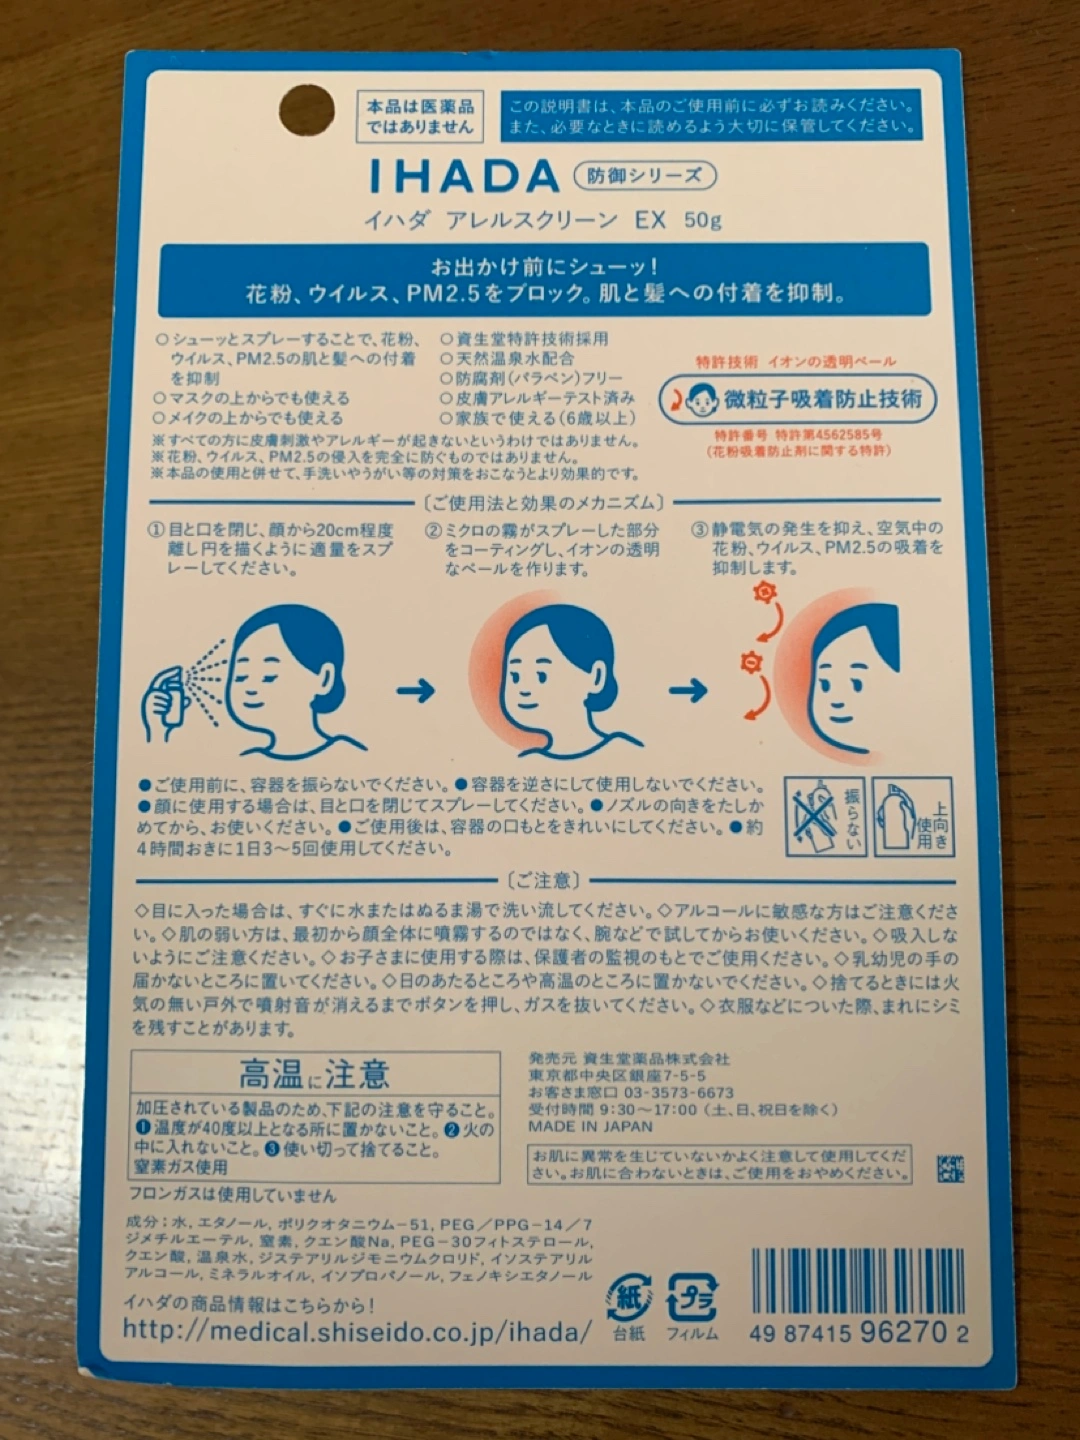 本品は医薬品
ではありません
この説明書は、本品のご使用前に必ずお読みください。
また、必要なときに読めるよう大切に保管してください。
IHADA 防御シリーズ
イハダ アレルスクリーン EX 50g
お出かけ前にシューッ!
花粉、ウイルス、PM2.5をブロック。肌と髪への付着を抑制。
○シューッとスプレーすることで、花粉、
ウイルス、PM2.5の肌と髪への付着
を抑制
○マスクの上からでも使える
○メイクの上からでも使える
○資生堂特許技術採用
○天然温泉水配合
○防腐剤(パラベン)フリー
○皮膚アレルギーテスト済み
○家族で使える(6歳以上)
※すべての方に皮膚刺激やアレルギーが起きないというわけではありません。
※花粉、ウイルス、PM2.5の侵入を完全に防ぐものではありません。
※本品の使用と併せて、手洗いやうがい等の対策をおこなうとより効果的です。
特許技術 イオンの透明ベール
微粒子吸着防止技術
特許番号 特許第4562585号
(花粉吸着防止剤に関する特許)
〔ご使用法と効果のメカニズム〕
①目と口を閉じ、顔から20cm程度
離し円を描くように適量をスプ
レーしてください。
②ミクロの霧がスプレーした部分
をコーティングし、イオンの透明
なベールを作ります。
③静電気の発生を抑え、空気中の
花粉、ウイルス、PM2.5の吸着を
抑制します。
●ご使用前に、容器を振らないでください。●容器を逆さにして使用しないでください。
●顔に使用する場合は、目と口を閉じてスプレーしてください。●ノズルの向きをたしか
めてから、お使いください。●ご使用後は、容器の口もとをきれいにしてください。●約
4時間おきに1日3〜5回使用してください。
振らない
上向き
使用
〔ご注意〕
◇目に入った場合は、すぐに水またはぬるま湯で洗い流してください。◇アルコールに敏感な方はご注意くださ
い。◇肌の弱い方は、最初から顔全体に噴霧するのではなく、腕などで試してからお使いください。◇吸入しな
いようにご注意ください。◇お子さまに使用する際は、保護者の監視のもとでご使用ください。◇乳幼児の手の
届かないところに置いてください。◇日のあたるところや高温のところに置かないでください。◇捨てるときには火
気の無い戸外で噴射音が消えるまでボタンを押し、ガスを抜いてください。◇衣服などについた際、まれにシミ
を残すことがあります。
高温に注意
加圧されている製品のため、下記の注意を守ること。
❶温度が40度以上となる所に置かないこと。❷火の
中に入れないこと。❸使い切って捨てること。
窒素ガス使用
フロンガスは使用していません
発売元 資生堂薬品株式会社
東京都中央区銀座7-5-5
お客さま窓口 03-3573-6673
受付時間 9:30〜17:00(土、日、祝日を除く)
MADE IN JAPAN
お肌に異常を生じていないかよく注意して使用してくだ
さい。お肌に合わないときは、ご使用をおやめください。
成分:水, エタノール, ポリクオタニウム-51, PEG/PPG-14/7
ジメチルエーテル, 窒素, クエン酸Na, PEG-30フィトステロール,
クエン酸, 温泉水, ジステアリルジモニウムクロリド, イソステアリル
アルコール, ミネラルオイル, イソプロパノール, フェノキシエタノール
イハダの商品情報はこちらから!
http://medical.shiseido.co.jp/ihada/
紙
台紙
プラ
フィルム
49 87415 96270 2